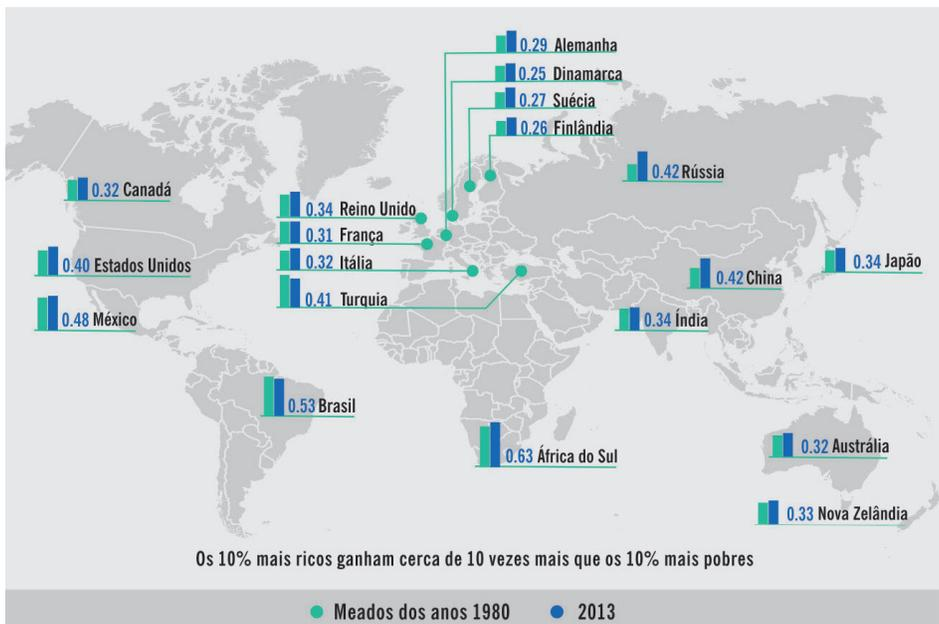 0.29 Alemanha
0.25 Dinamarca
0.27 Suécia
0.26 Finlândia
0.42 Rússia
0.32 Canadá
0.34 Reino Unido
0.31 França
0.32 Itália
0.41 Turquia
0.40 Estados Unidos
0.48 México
0.34 Japão
0.42 China
0.34 Índia
0.53 Brasil
0.63 África do Sul
0.32 Austrália
0.33 Nova Zelândia
Os 10% mais ricos ganham cerca de 10 vezes mais que os 10% mais pobres
Meados dos anos 1980 2013